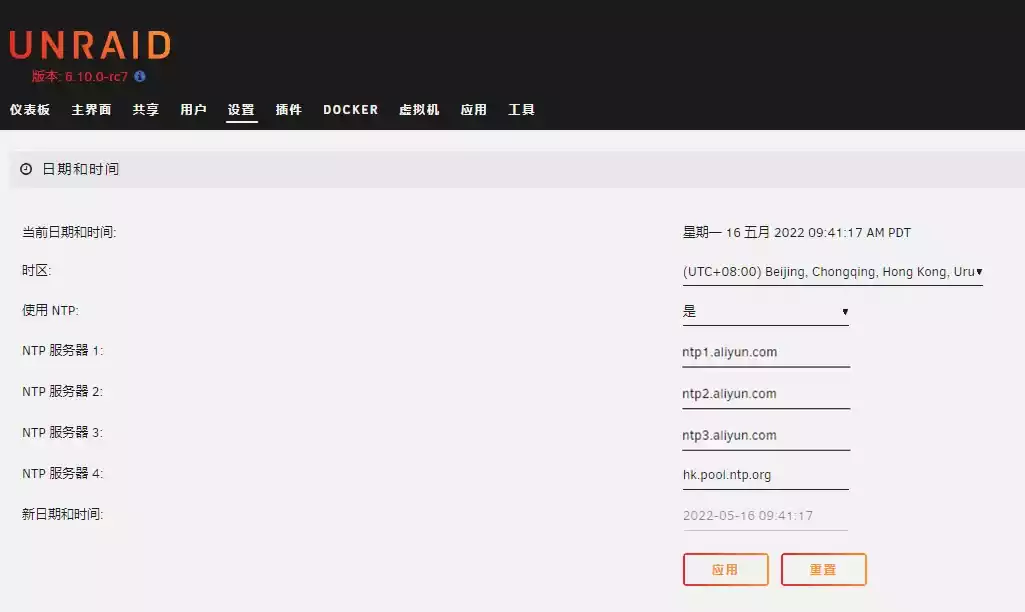 UNRAID
版本: 6.10.0-rc7
仪表板 主界面 共享 用户 设置 插件 DOCKER 虚拟机 应用 工具
日期和时间
当前日期和时间: 星期一 16 五月 2022 09:41:17 AM PDT
时区: (UTC+08:00) Beijing, Chongqing, Hong Kong, Uru
使用 NTP: 是
NTP 服务器 1: ntp1.aliyun.com
NTP 服务器 2: ntp2.aliyun.com
NTP 服务器 3: ntp3.aliyun.com
NTP 服务器 4: hk.pool.ntp.org
新日期和时间: 2022-05-16 09:41:17
应用 重置